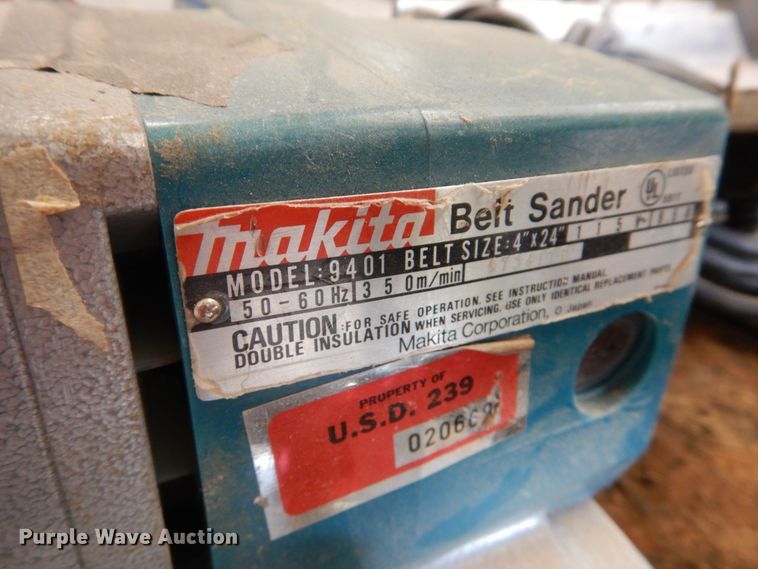 makita Belt Sander
MODEL:9401 BELT SIZE:4"X24" 115V
50-60Hz 350m/min
CAUTION:FOR SAFE OPERATION. SEE INSTRUCTION MANUAL.
DOUBLE INSULATION WHEN SERVICING, USE ONLY IDENTICAL REPLACEMENT PARTS.
Makita Corporation, Japan
UL
PROPERTY OF
U.S.D. 239
Purple Wave Auction